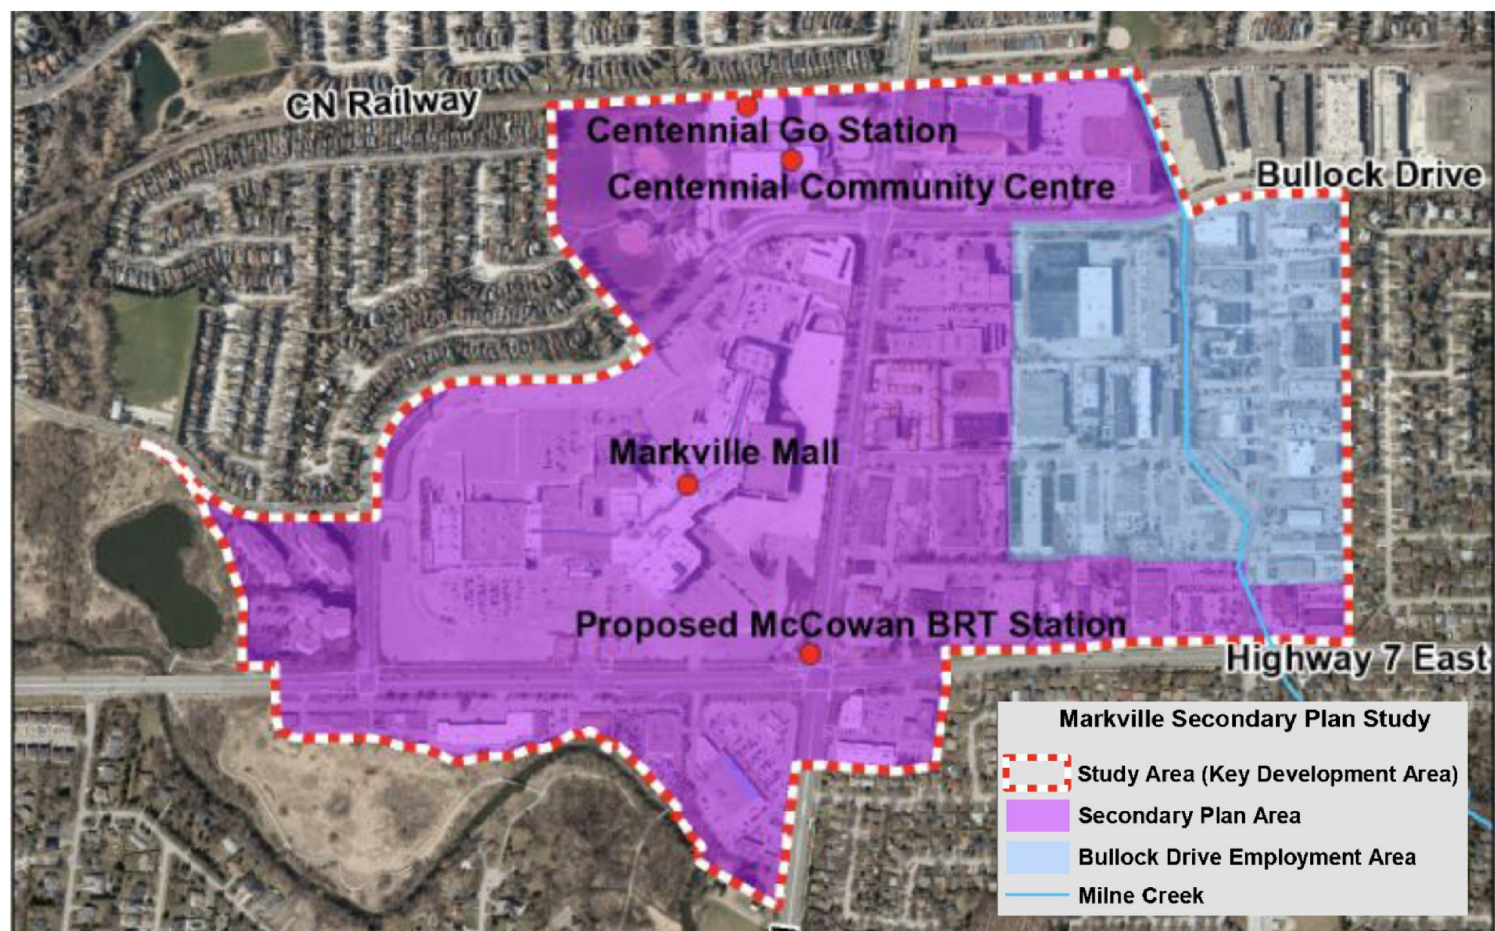 CN Railway
Centennial Go Station
Centennial Community Centre
Bullock Drive
Markville Mall
Proposed McCowan BRT Station
Highway 7 East
Markville Secondary Plan Study
Study Area (Key Development Area)
Secondary Plan Area
Bullock Drive Employment Area
Milne Creek